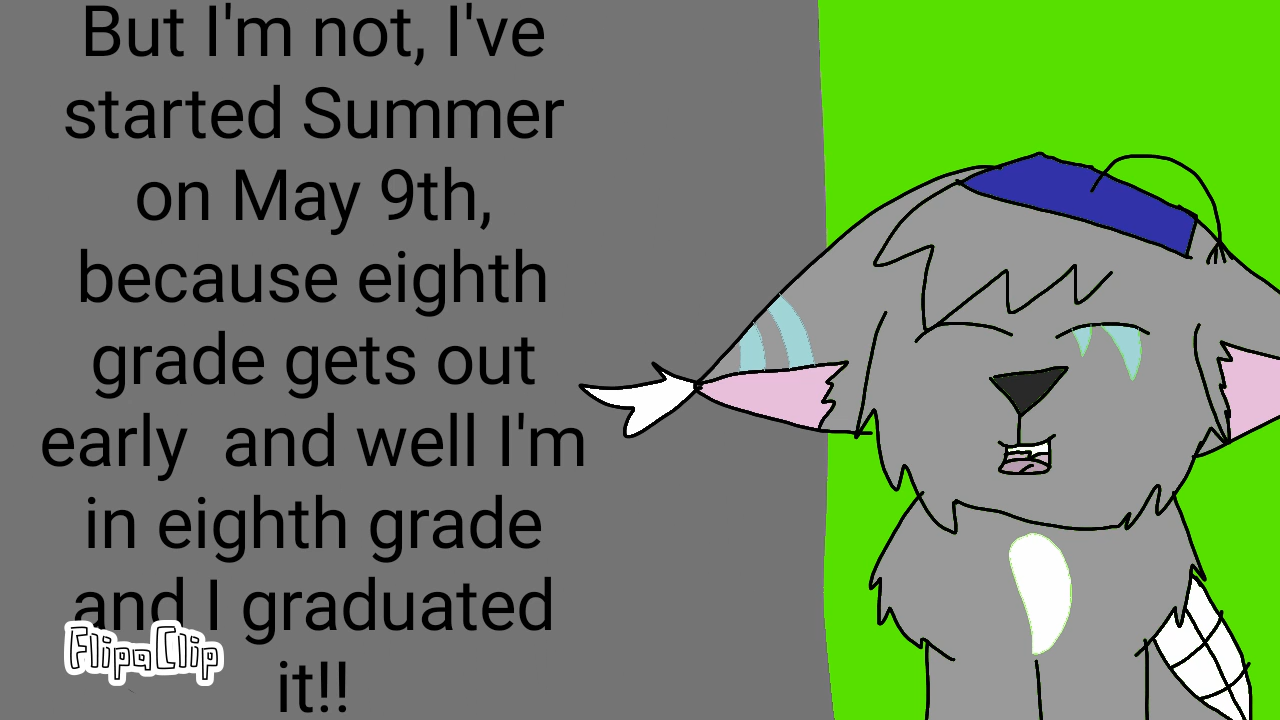 But I'm not, I've
started Summer
on May 9th,
because eighth
grade gets out
early  and well I'm
in eighth grade
and I graduated
it!!
FlipaClip